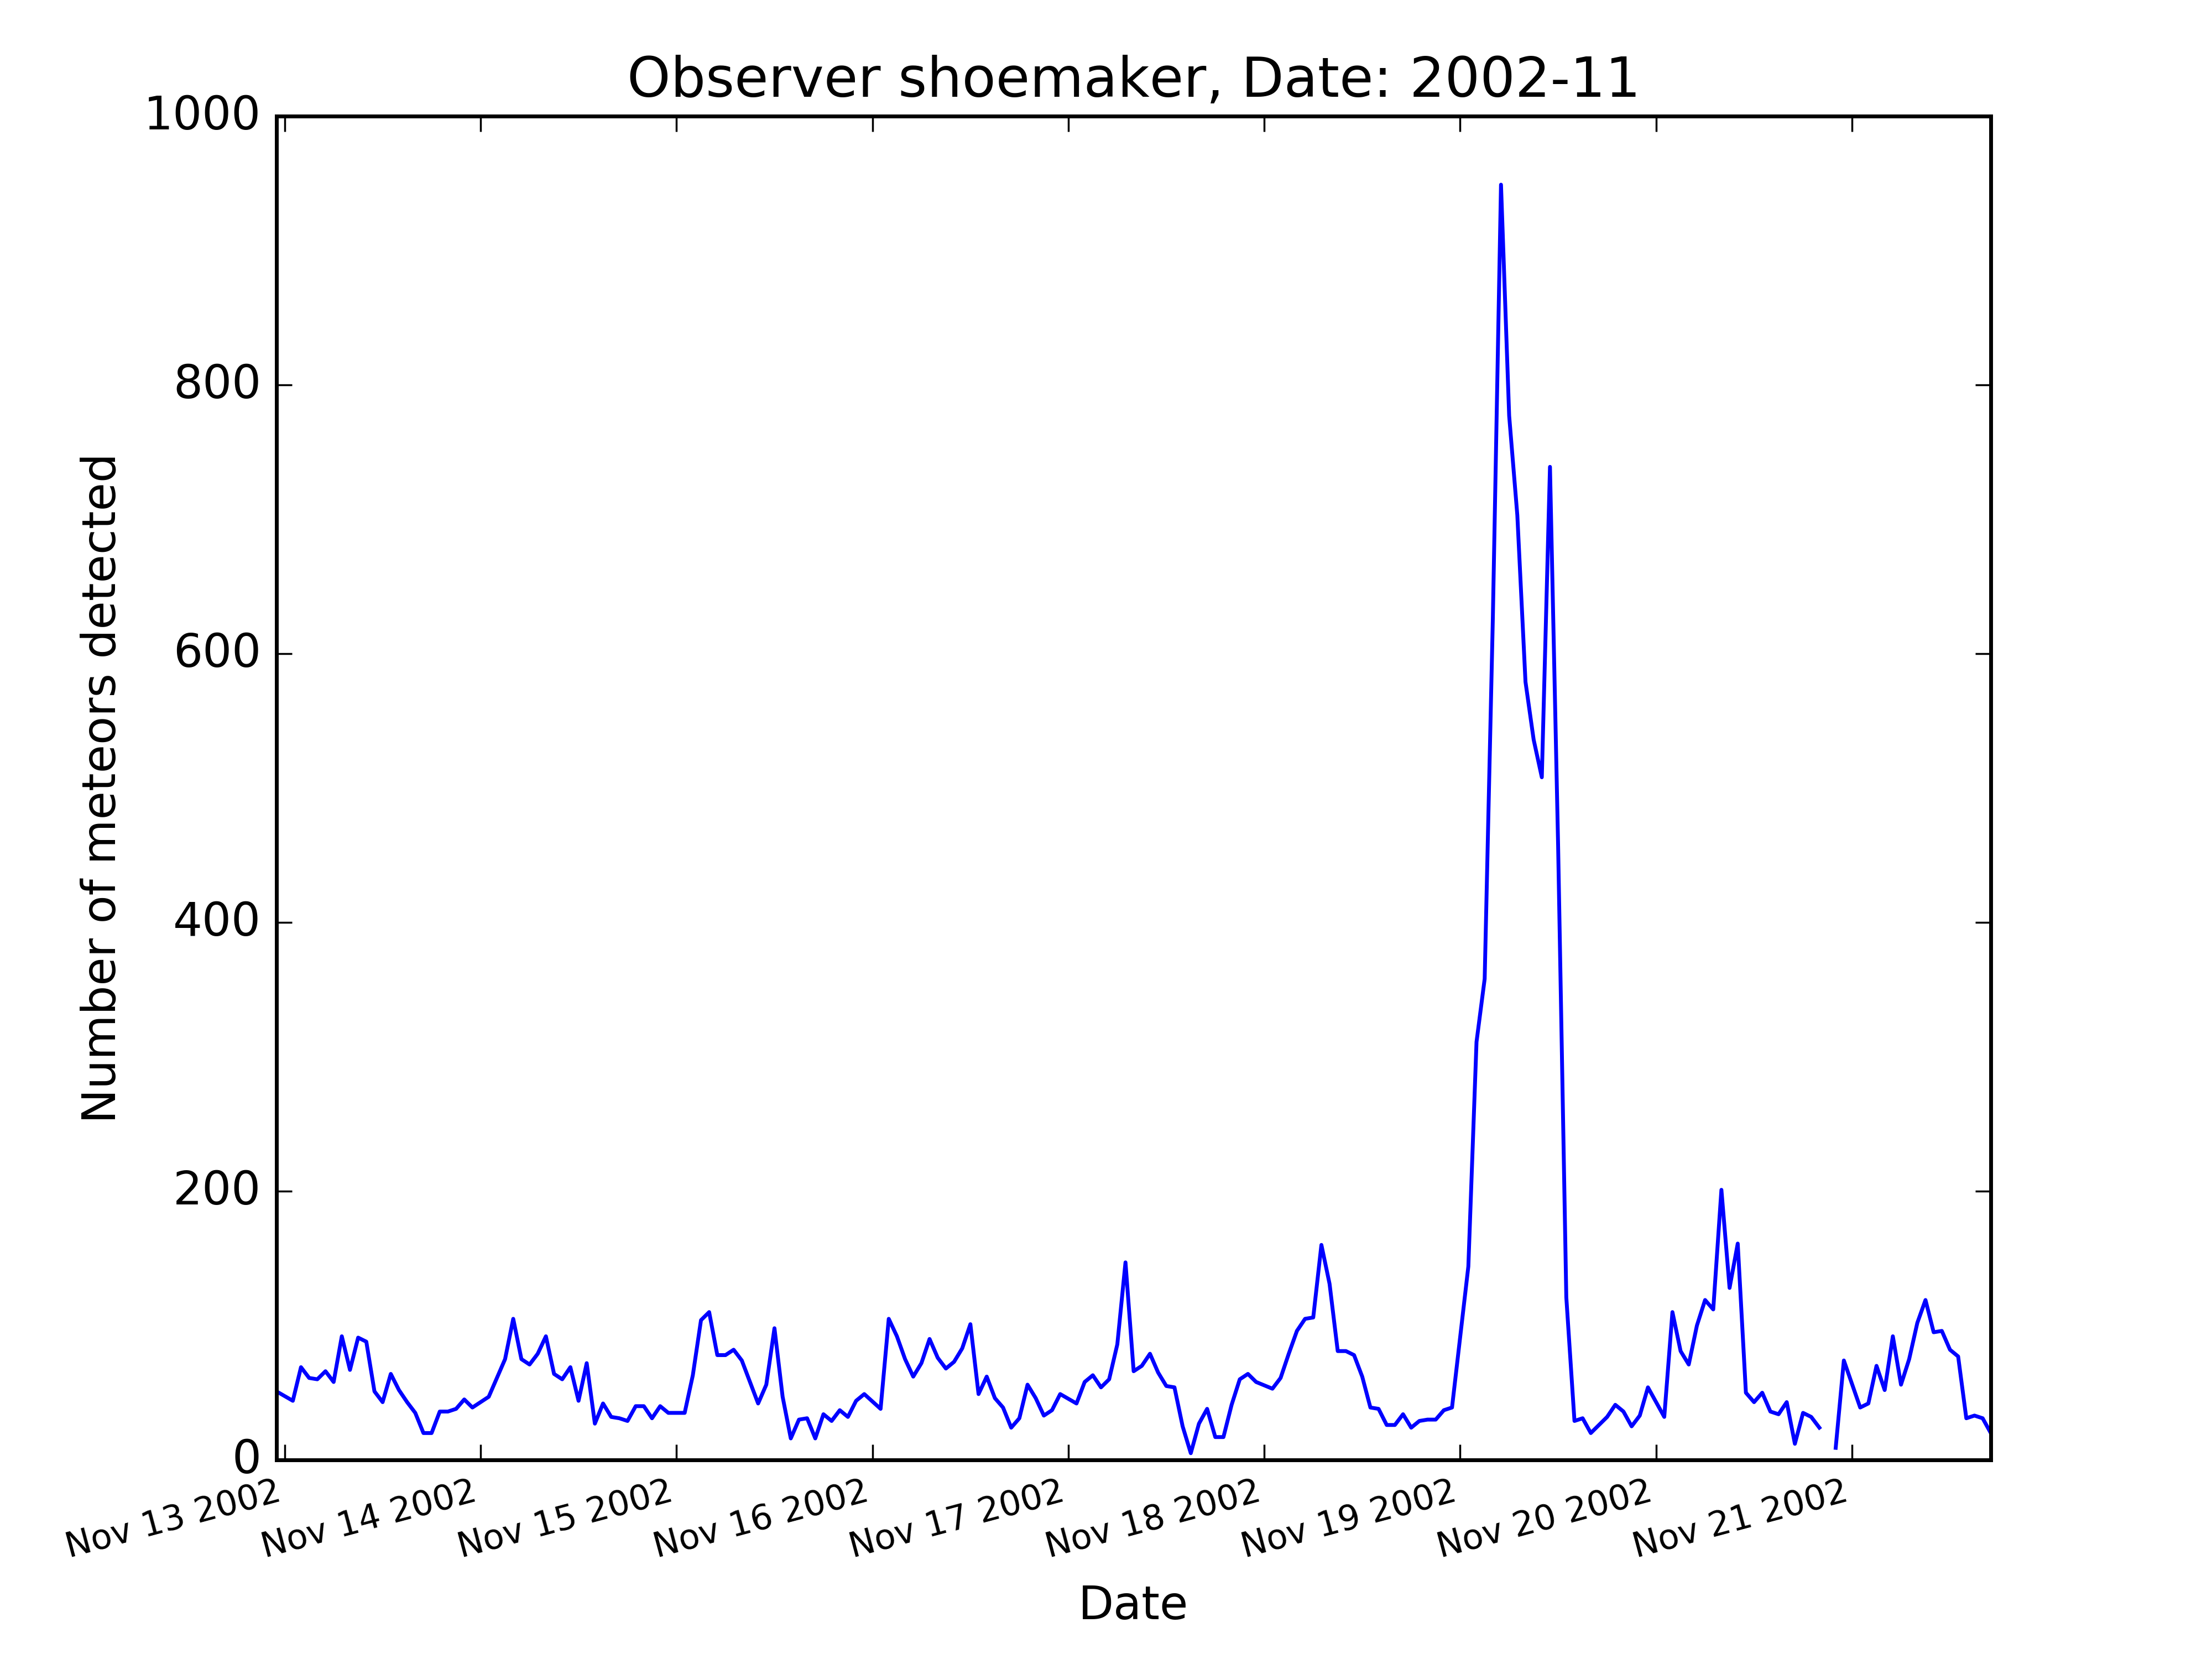 Observer shoemaker, Date: 2002-11
1000
800
600
400
200
0
Number of meteors detected
Nov 13 2002
Nov 14 2002
Nov 15 2002
Nov 16 2002
Nov 17 2002
Nov 18 2002
Nov 19 2002
Nov 20 2002
Nov 21 2002
Date